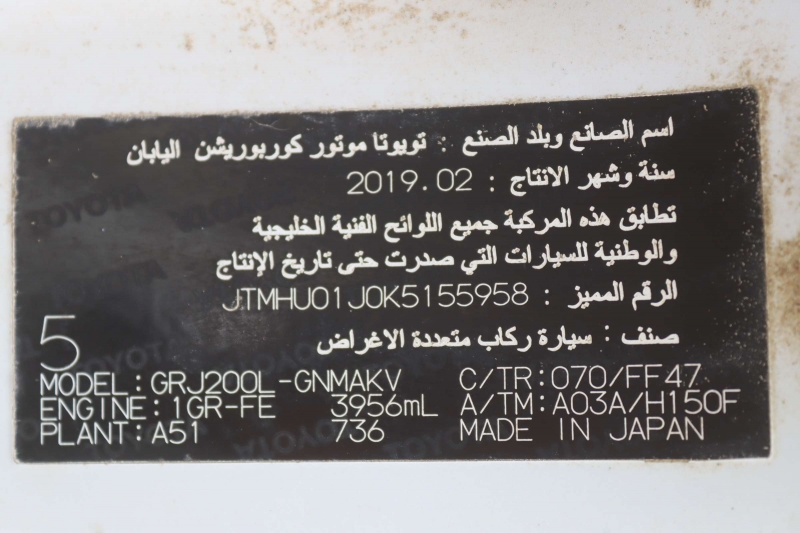 اسم الصانع وبلد الصنع : تويوتا موتور كوربوريشن اليابان
سنة وشهر الانتاج : 2019.02
تطابق هذه المركبة جميع اللوائح الفنية الخليجية
والوطنية للسيارات التي صدرت حتى تاريخ الإنتاج
الرقم المميز : JTMHU01J0K5155958
صنف : سيارة ركاب متعددة الاغراض
5
MODEL:GRJ200L-GNMAKV C/TR:070/FF47
ENGINE:1GR-FE 3956mL A/TM:A03A/H150F
PLANT:A51 736 MADE IN JAPAN